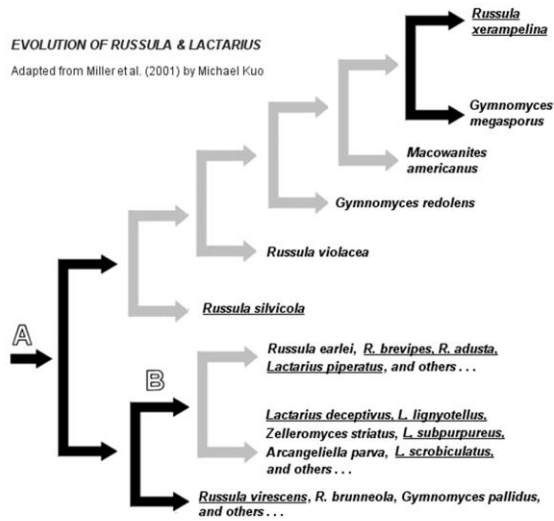 EVOLUTION OF RUSSULA & LACTARIUS
Adapted from Miller et al. (2001) by Michael Kuo
Russula
xerampelina
Gymnomyces
megasporus
Macowanites
americanus
Gymnomyces redolens
Russula violacea
Russula silvicola
A
B
Russula earlei, R. brevipes, R. adusta,
Lactarius piperatus, and others . . .
Lactarius deceptivus, L. lignyotellus,
Zelleromyces striatus, L. subpurpureus,
Arcangeliella parva, L. scrobiculatus,
and others . . .
Russula virescens, R. brunneola, Gymnomyces pallidus,
and others . . .